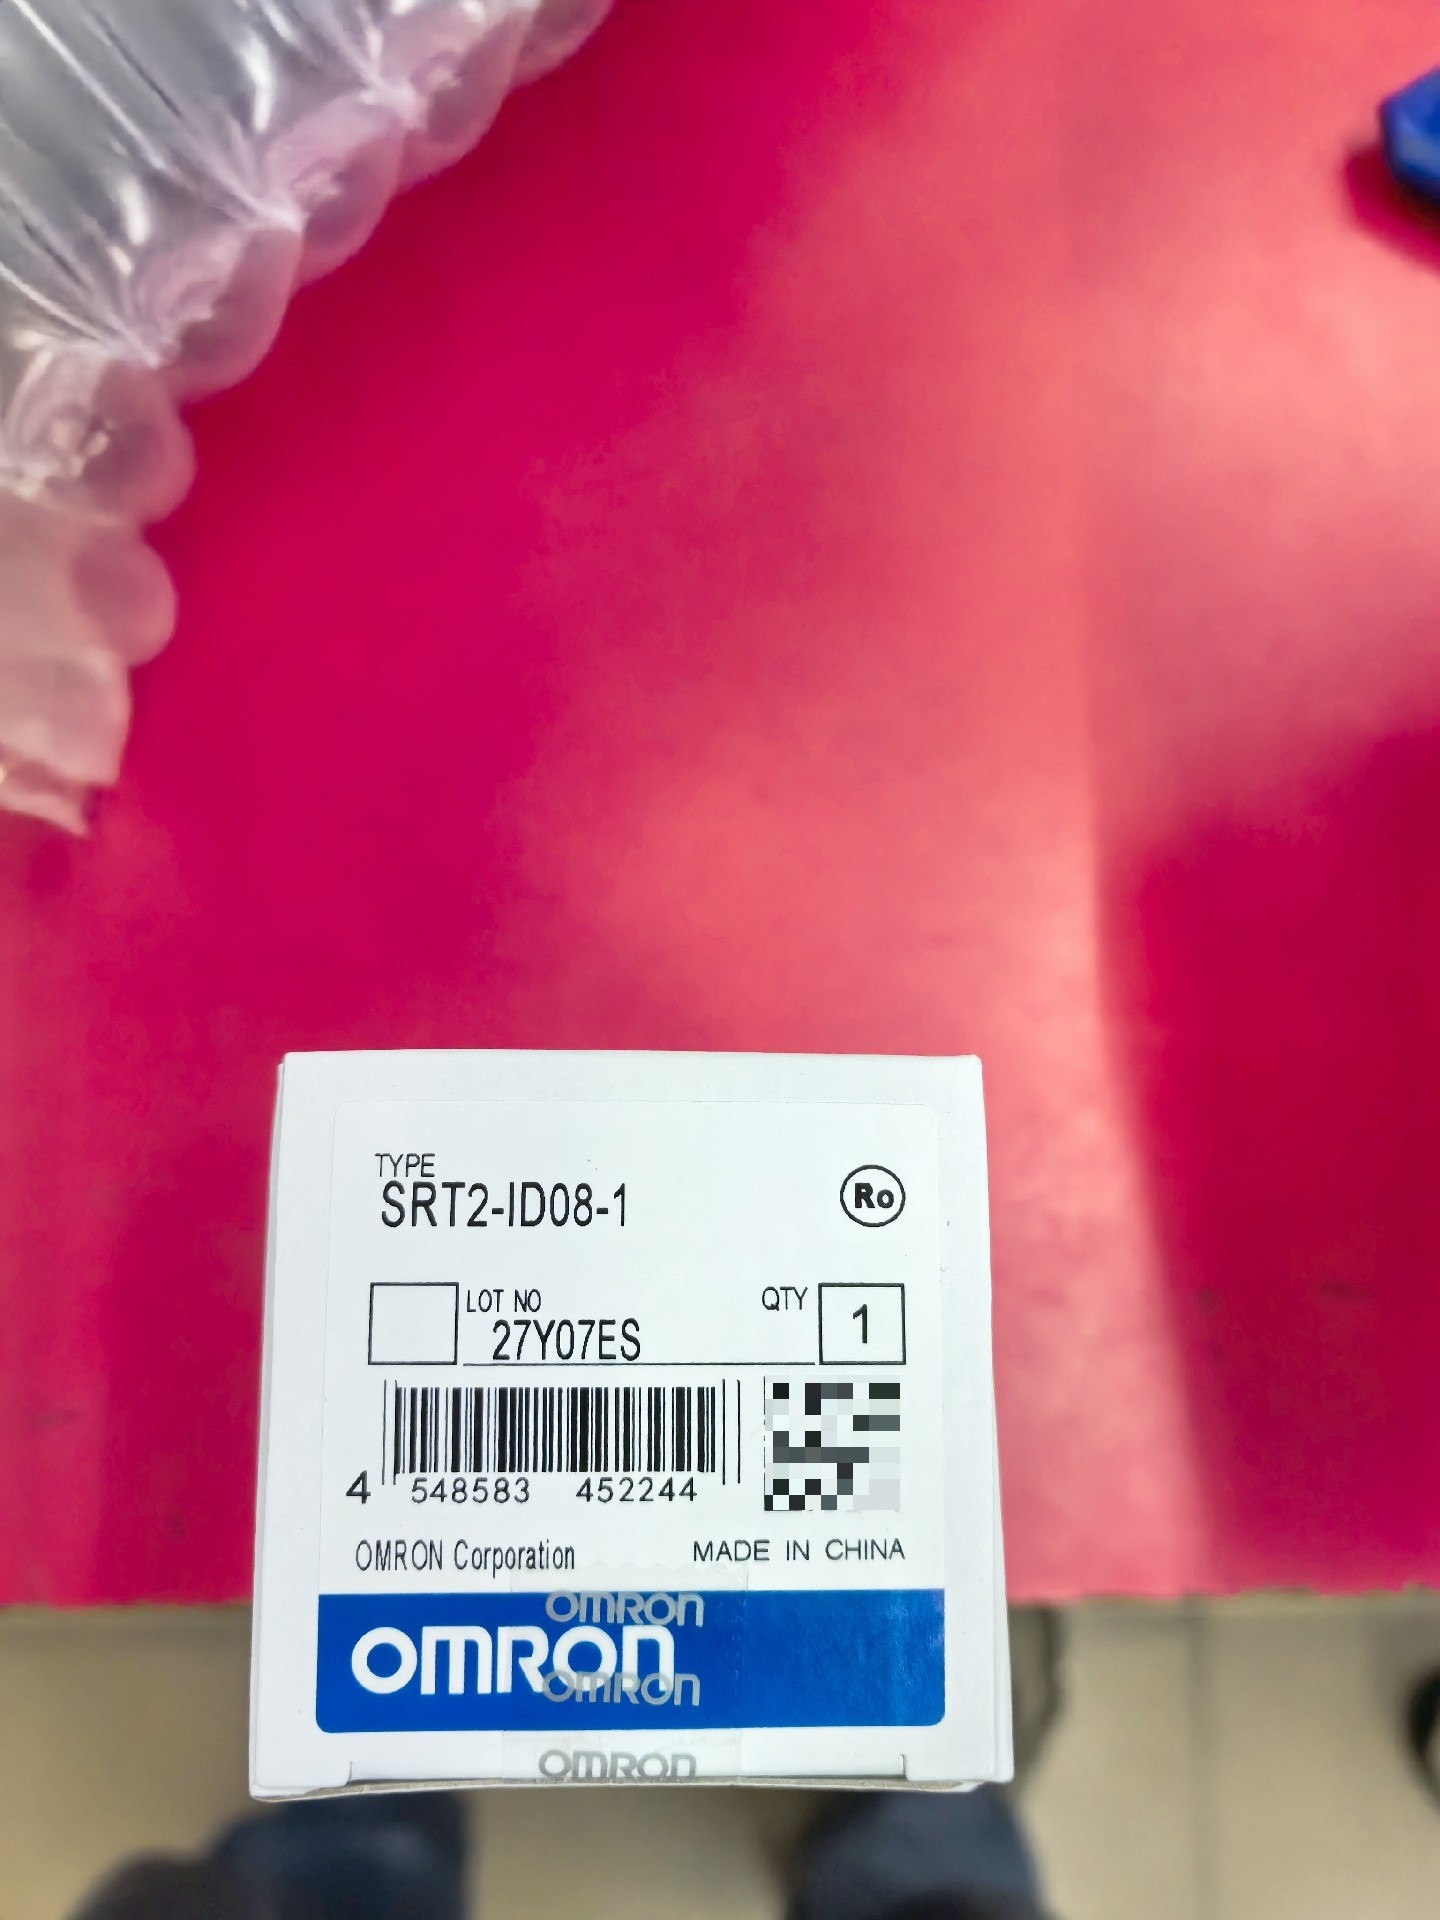 TYPE
SRT2-ID08-1
Ro
LOT NO
27Y07ES
QTY
1
4 548583 452244
OMRON Corporation
MADE IN CHINA
OMRON
OMRON
OMRON
OMRON